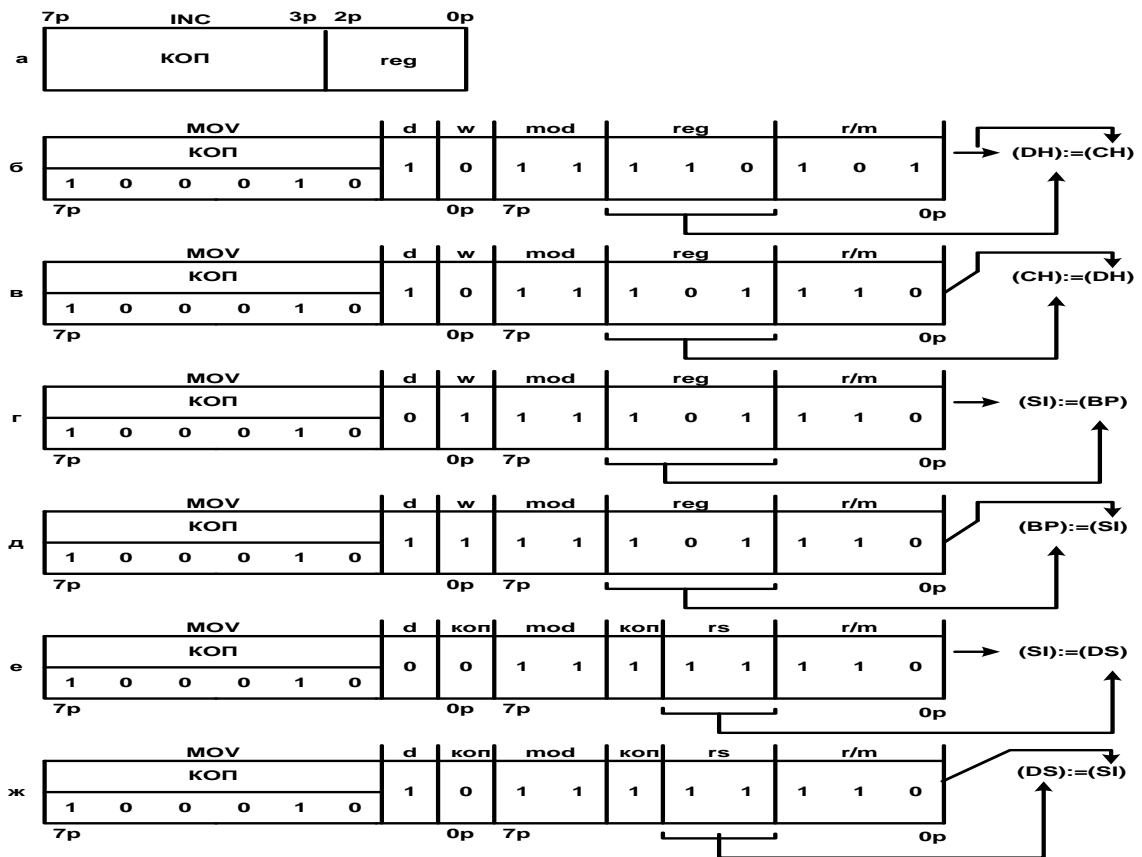 7р INC 3р 2р 0р
а КОП reg
MOV d w mod reg r/m
КОП
б 1 0 1 1 1 1 0 1 0 1 (DH):=(CH)
1 0 0 0 1 0
7р 0р 7р 0р
MOV d w mod reg r/m
КОП
в 1 0 1 1 1 0 1 1 1 0 (CH):=(DH)
1 0 0 0 1 0
7р 0р 7р 0р
MOV d w mod reg r/m
КОП
г 0 1 1 1 1 0 1 1 1 0 (SI):=(BP)
1 0 0 0 1 0
7р 0р 7р 0р
MOV d w mod reg r/m
КОП
д 1 1 1 1 1 0 1 1 1 0 (BP):=(SI)
1 0 0 0 1 0
7р 0р 7р 0р
MOV d коп mod коп rs r/m
КОП
е 0 0 1 1 1 1 1 1 1 0 (SI):=(DS)
1 0 0 0 1 0
7р 0р 7р 0р
MOV d коп mod коп rs r/m
КОП
ж 1 0 1 1 1 1 1 1 1 0 (DS):=(SI)
1 0 0 0 1 0
7р 0р 7р 0р